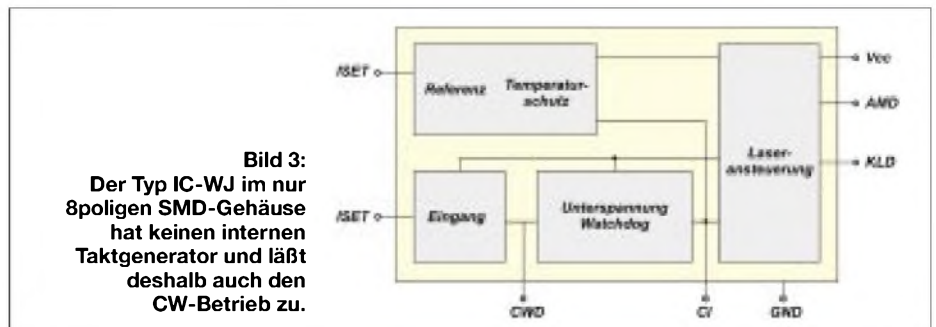 Bild 3:
Der Typ IC-WJ im nur
8poligen SMD-Gehäuse
hat keinen internen
Taktgenerator und läßt
deshalb auch den
CW-Betrieb zu.
ISET
Referenz
Temperatur-
schutz
Vcc
AMD
KLD
Laser-
ansteuerung
ISET
Eingang
Unterspannung
Watchdog
CWD
CI
GND